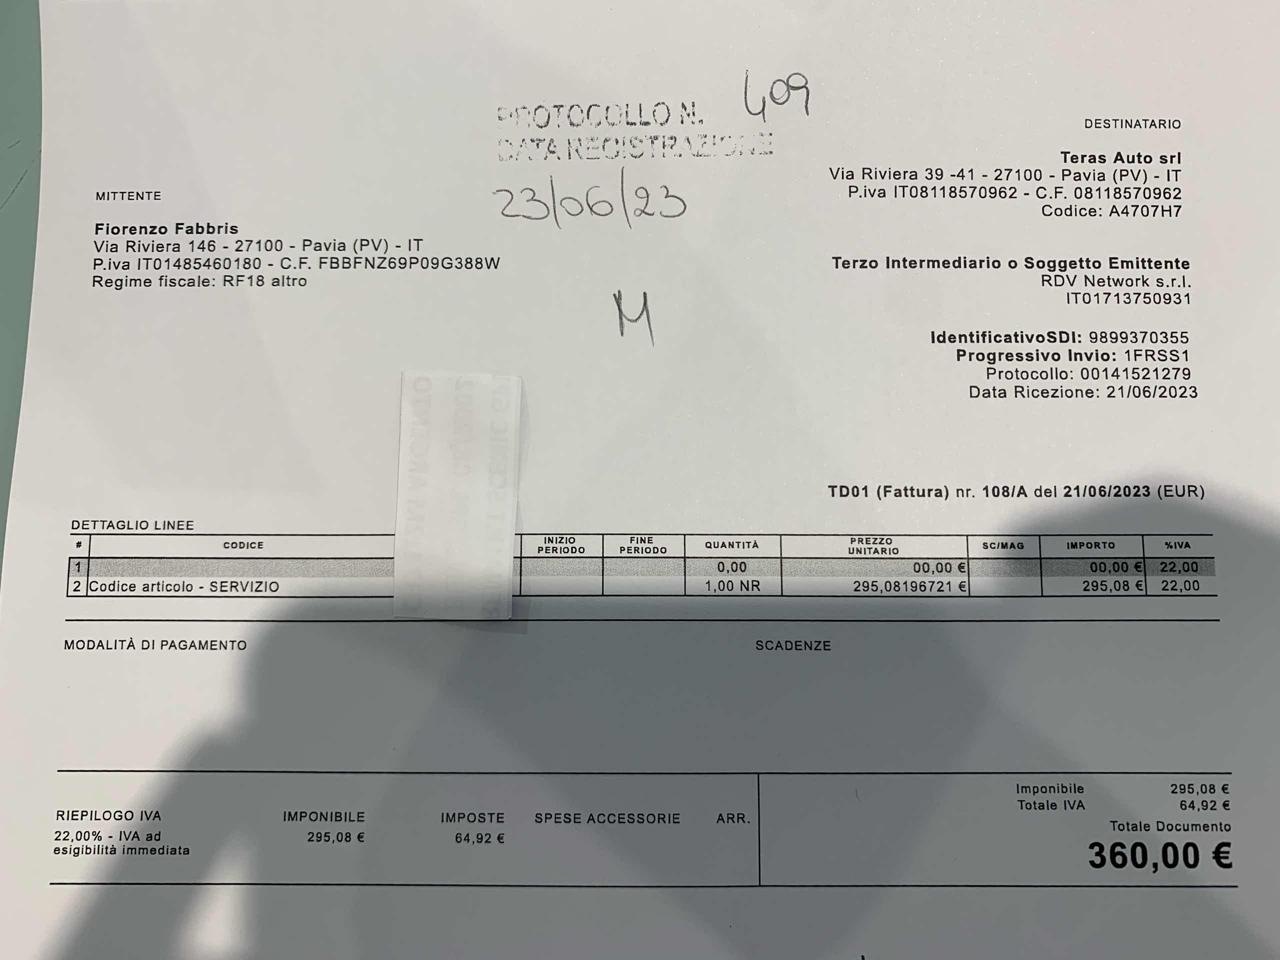 PROTOCOLLO N. 409
DATA REGISTRAZIONE
23/06/23
M
MITTENTE
Fiorenzo Fabbris
Via Riviera 146 - 27100 - Pavia (PV) - IT
P.iva IT01485460180 - C.F. FBBFNZ69P09G388W
Regime fiscale: RF18 altro
DESTINATARIO
Teras Auto srl
Via Riviera 39 -41 - 27100 - Pavia (PV) - IT
P.iva IT08118570962 - C.F. 08118570962
Codice: A4707H7
Terzo Intermediario o Soggetto Emittente
RDV Network s.r.l.
IT01713750931
IdentificativoSDI: 9899370355
Progressivo Invio: 1FRSS1
Protocollo: 00141521279
Data Ricezione: 21/06/2023
TD01 (Fattura) nr. 108/A del 21/06/2023 (EUR)
DETTAGLIO LINEE
# CODICE INIZIO PERIODO FINE PERIODO QUANTITÀ PREZZO UNITARIO SC/MAG IMPORTO %IVA
1 0,00 00,00 € 00,00 € 22,00
2 Codice articolo - SERVIZIO 1,00 NR 295,08196721 € 295,08 € 22,00
MODALITÀ DI PAGAMENTO SCADENZE
RIEPILOGO IVA IMPONIBILE IMPOSTE SPESE ACCESSORIE ARR.
22,00% - IVA ad esigibilità immediata 295,08 € 64,92 €
Imponibile 295,08 €
Totale IVA 64,92 €
Totale Documento
360,00 €